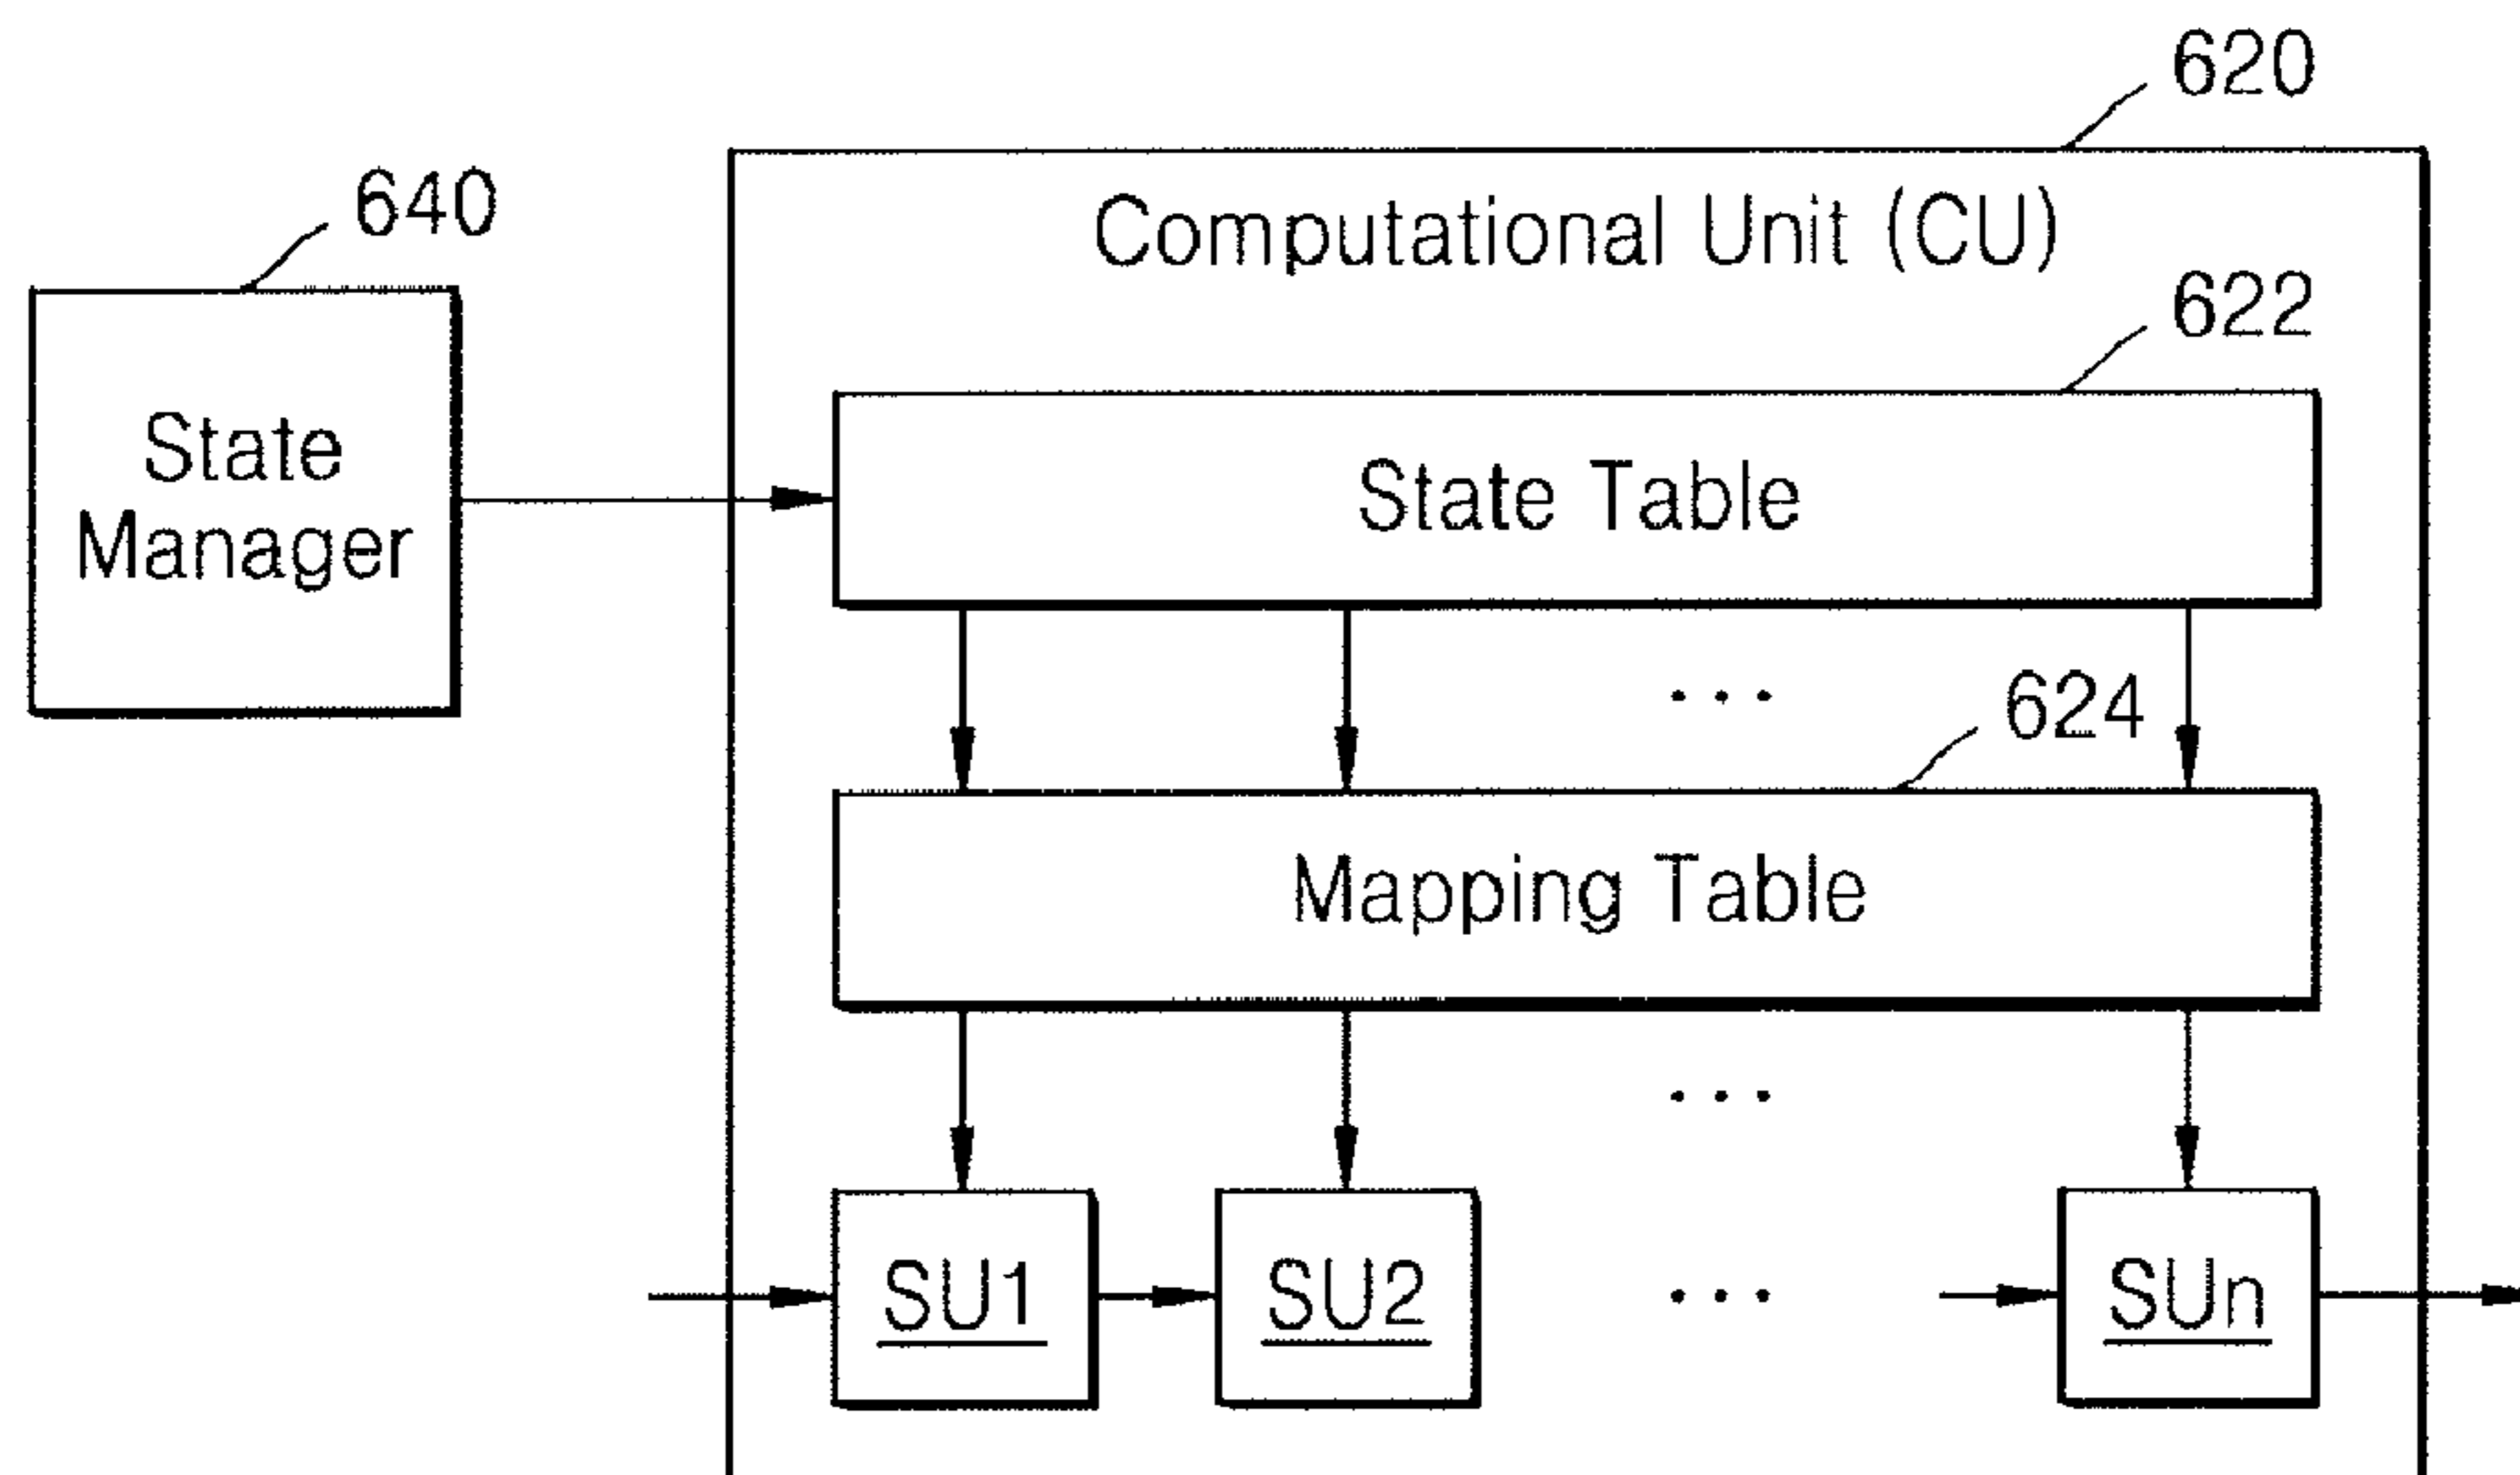 620
640
Computational Unit (CU)
622
State
Manager
State Table
...
624
Mapping Table
...
SU1
SU2
...
SUn